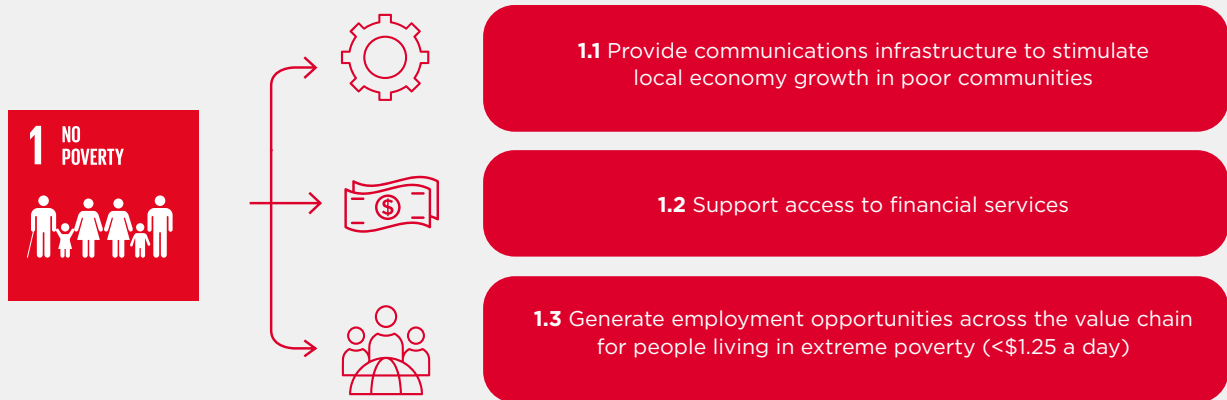 1 NO
POVERTY
$
1.1 Provide communications infrastructure to stimulate
local economy growth in poor communities
1.2 Support access to financial services
1.3 Generate employment opportunities across the value chain
for people living in extreme poverty (<$1.25 a day)